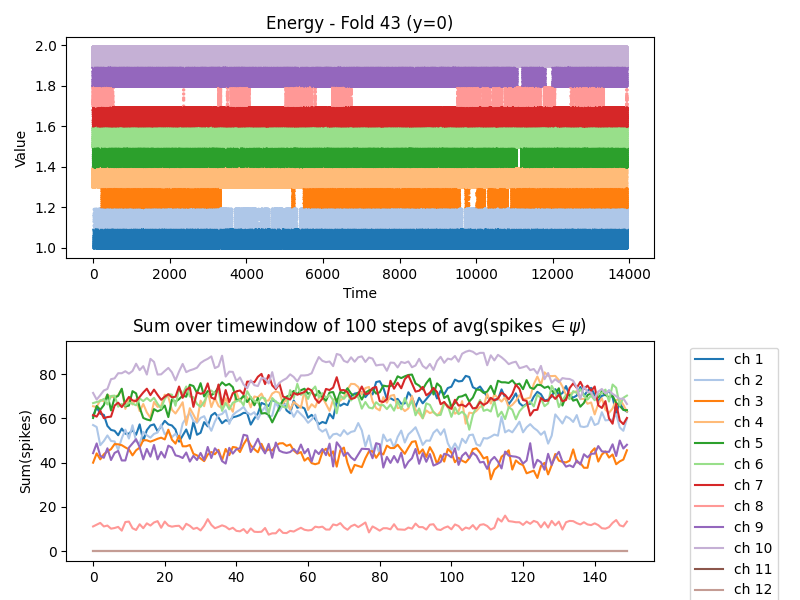 Energy - Fold 43 (y=0)
2.0
1.8
1.6
1.4
1.2
1.0
Value
0 2000 4000 6000 8000 10000 12000 14000
Time
Sum over timewindow of 100 steps of avg(spikes ∈ ψ)
80
60
40
20
0
Sum(spikes)
0 20 40 60 80 100 120 140
ch 1
ch 2
ch 3
ch 4
ch 5
ch 6
ch 7
ch 8
ch 9
ch 10
ch 11
ch 12